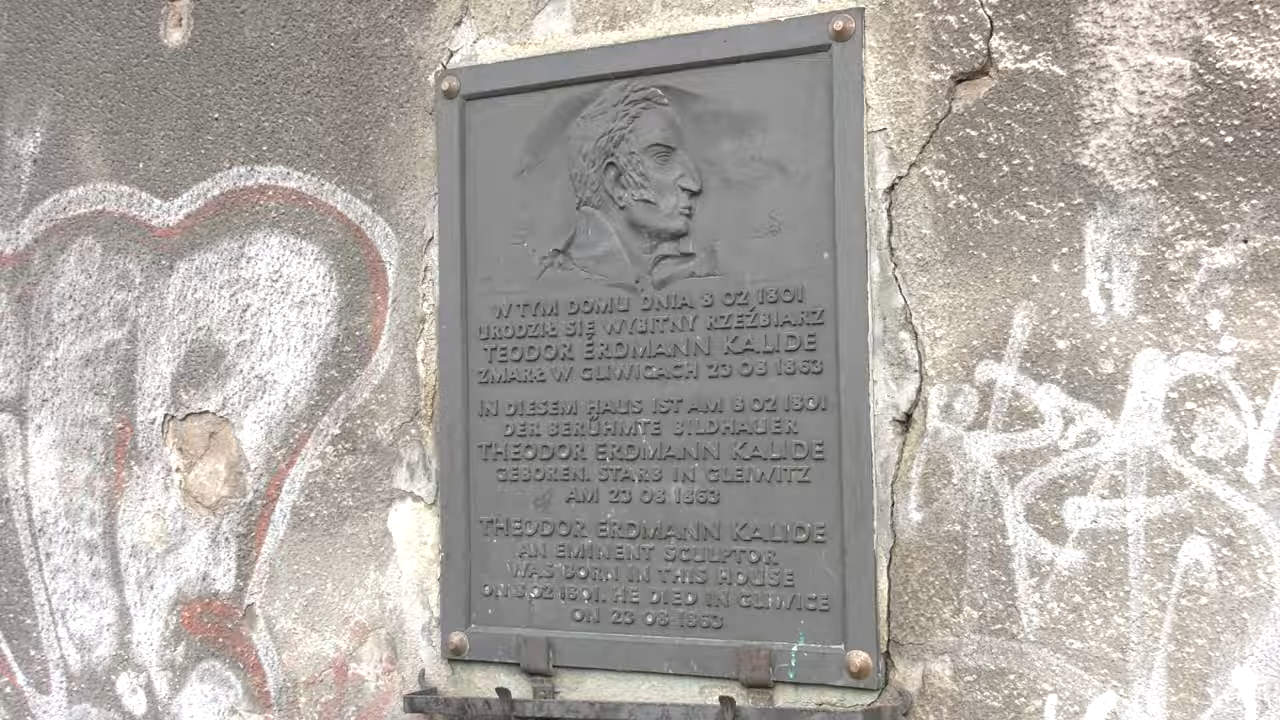 W TYM DOMU DNIA 8 02 1801
URODZIŁ SIĘ WYBITNY RZEŹBIARZ
TEODOR ERDMANN KALIDE
ZMARŁ W GLIWICACH 23 08 1863
IN DIESEM HAUS IST AM 8 02 1801
DER BERÜHMTE BILDHAUER
THEODOR ERDMANN KALIDE
GEBOREN. STARB IN GLEIWITZ
AM 23 08 1863
THEODOR ERDMANN KALIDE
AN EMINENT SCULPTOR
WAS BORN IN THIS HOUSE
ON 8 02 1801. HE DIED IN GLIWICE
ON 23 08 1863